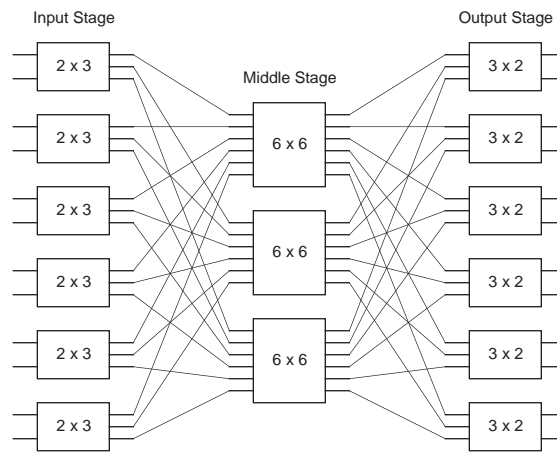 Input Stage
Output Stage
Middle Stage
2 x 3
2 x 3
2 x 3
2 x 3
2 x 3
2 x 3
6 x 6
6 x 6
6 x 6
3 x 2
3 x 2
3 x 2
3 x 2
3 x 2
3 x 2